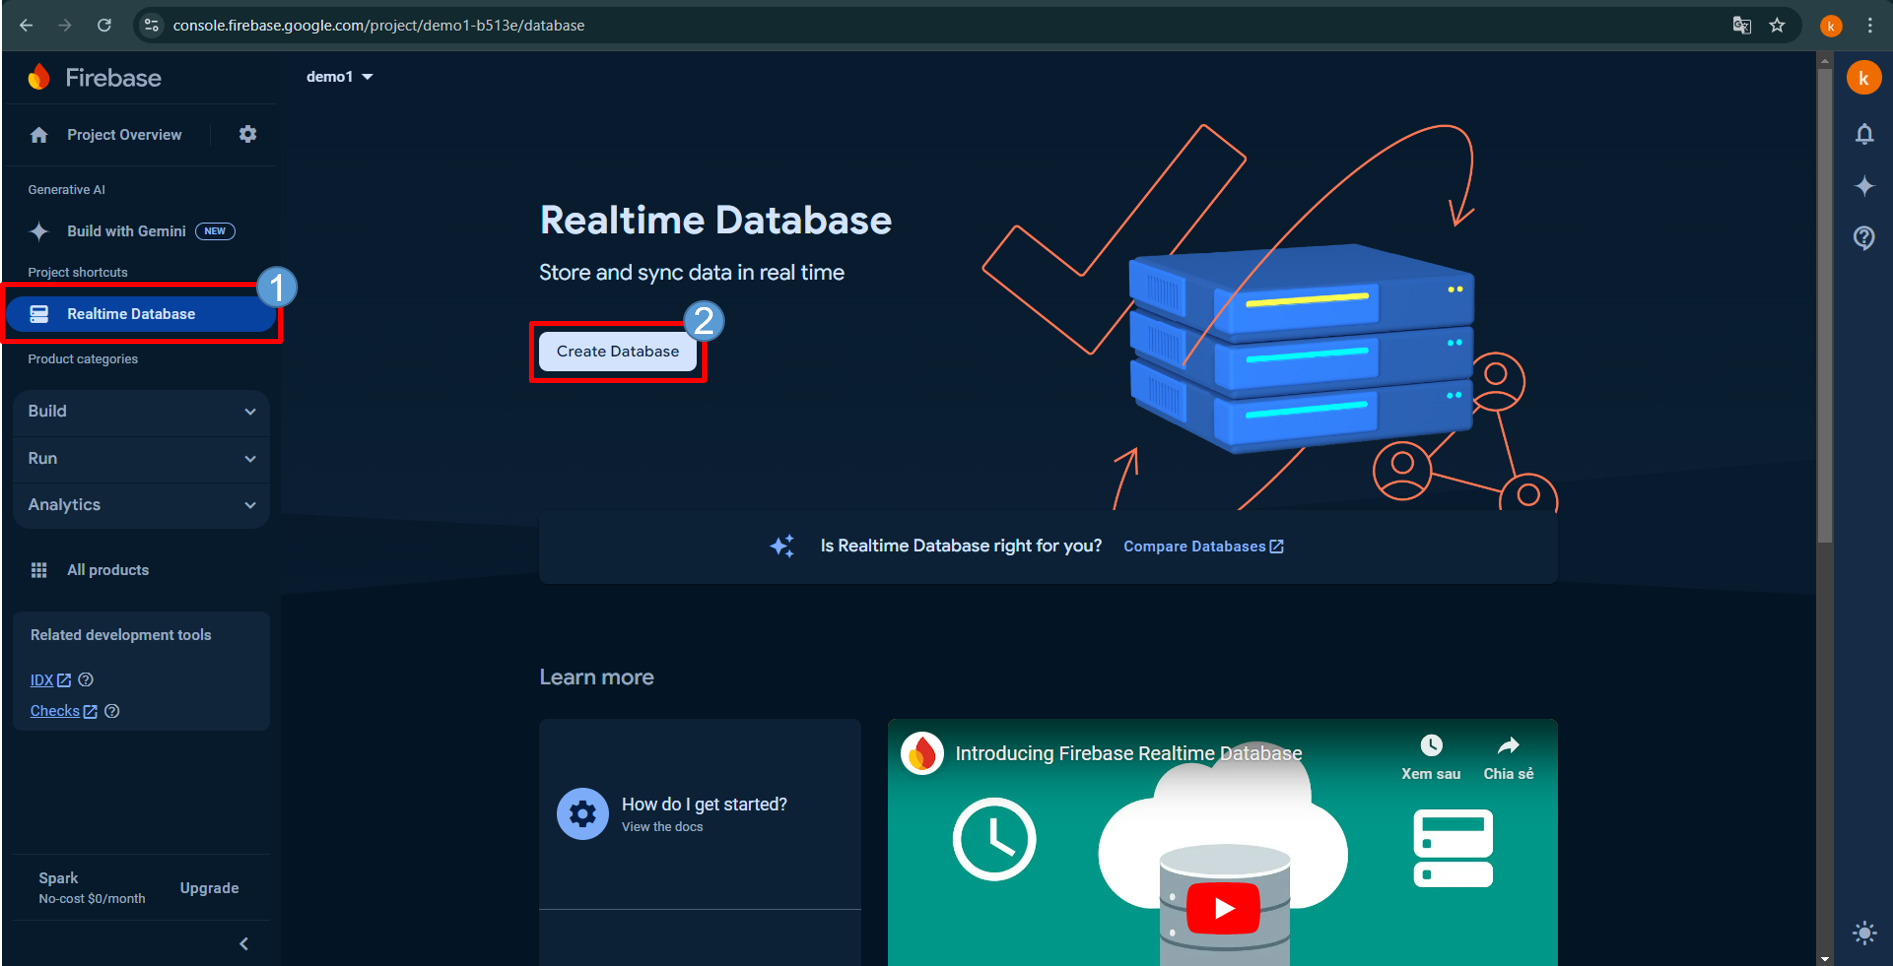 console.firebase.google.com/project/demo1-b513e/database
k
Firebase
demo1
k
Project Overview
Generative AI
Build with Gemini NEW
Project shortcuts
1
Realtime Database
Product categories
Build
Run
Analytics
All products
Related development tools
IDX
Checks
Spark
No-cost $0/month
Upgrade
Realtime Database
Store and sync data in real time
2
Create Database
Is Realtime Database right for you? Compare Databases
Learn more
How do I get started?
View the docs
Introducing Firebase Realtime Database
Xem sau
Chia sẻ